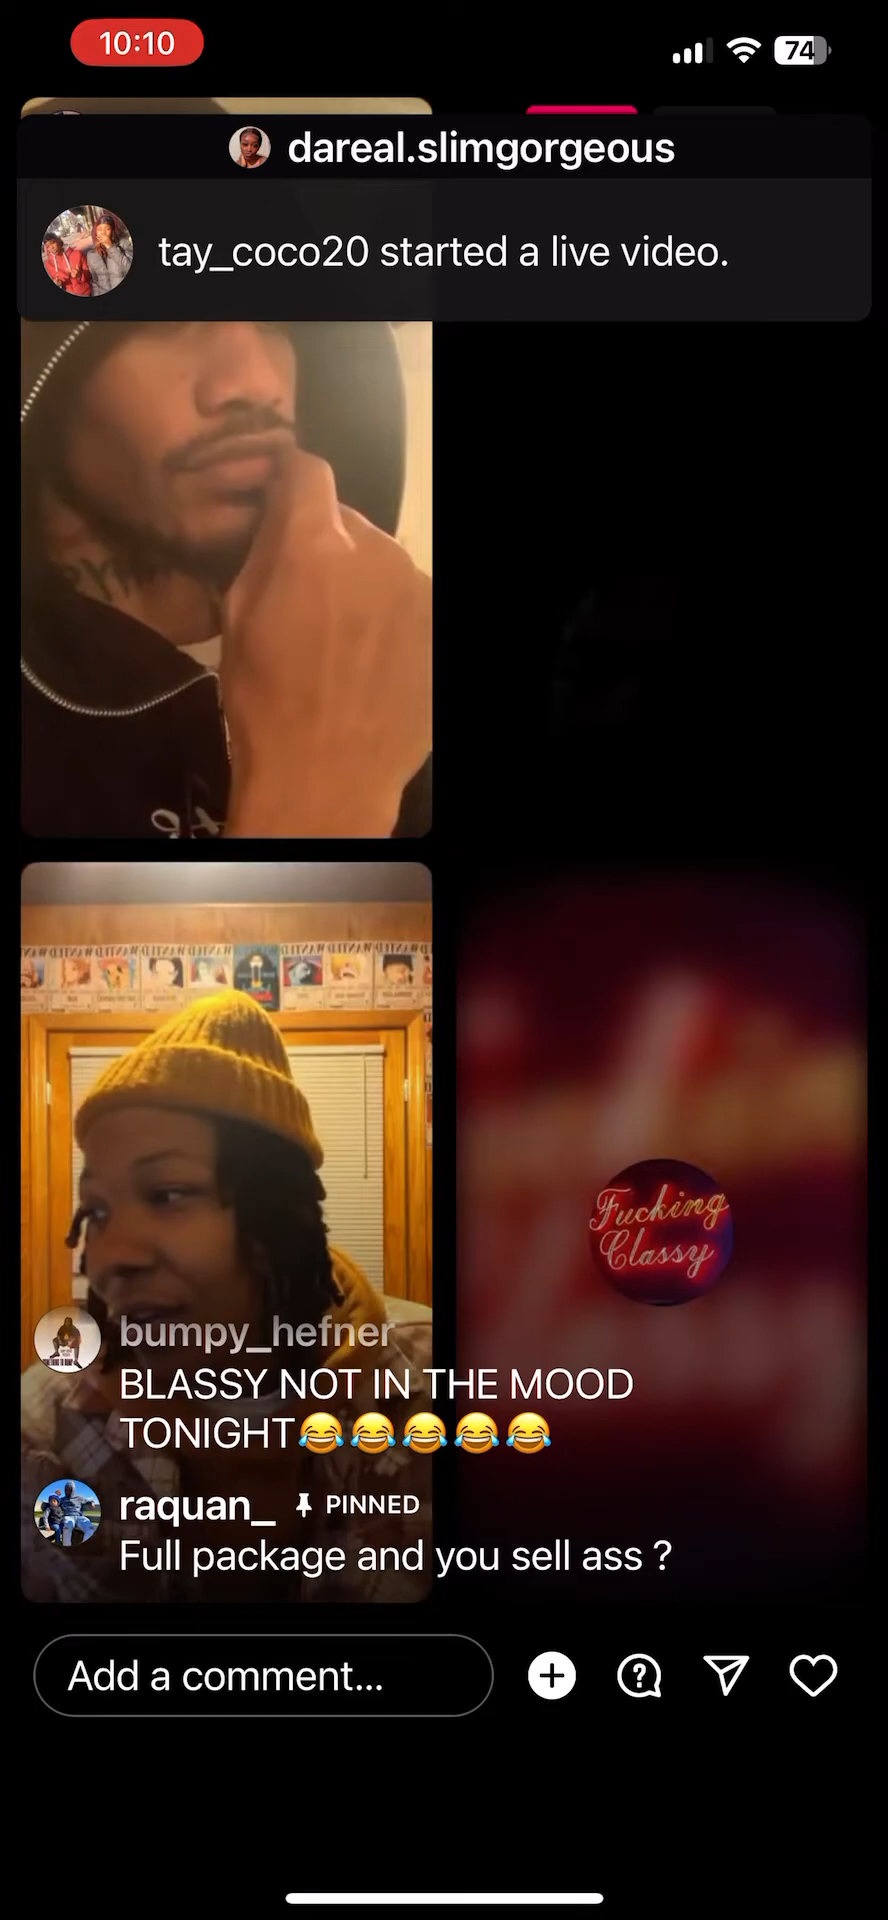 10:10
74
dareal.slimgorgeous
tay_coco20 started a live video.
Fucking
Classy
bumpy_hefner
BLASSY NOT IN THE MOOD
TONIGHT😂😂😂😂😂
raquan_ PINNED
Full package and you sell ass ?
Add a comment...